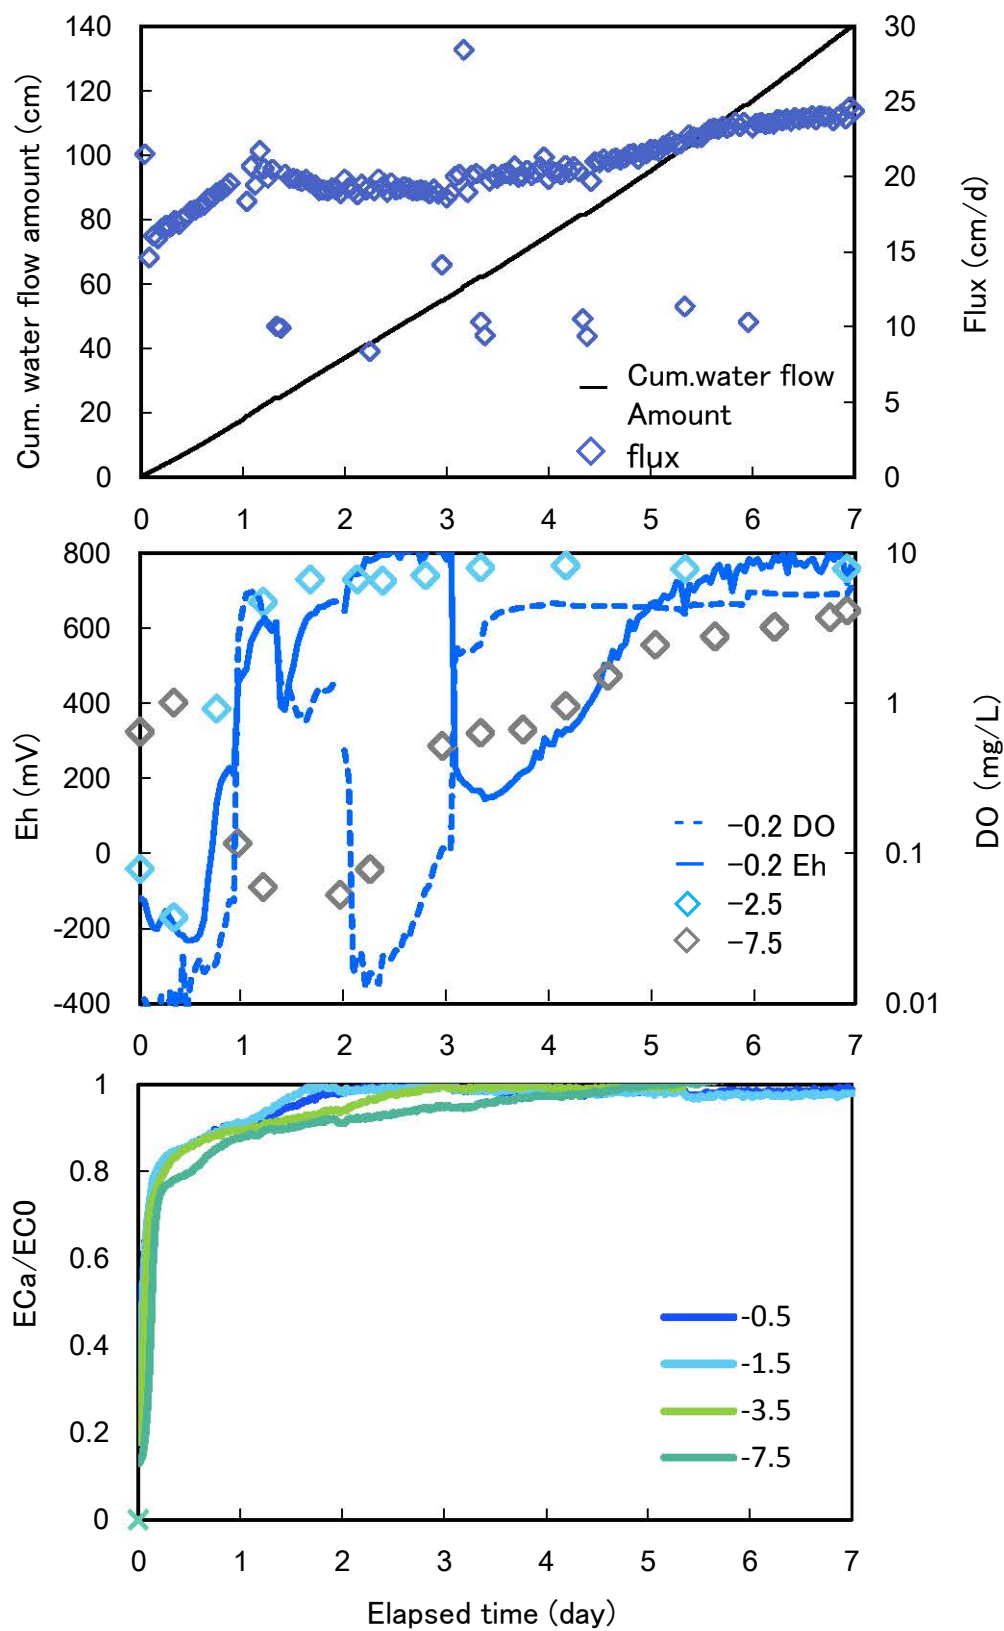 140
120
100
80
60
40
20
0
Cum. water flow amount (cm)
30
25
20
15
10
5
0
Flux (cm/d)
Cum.water flow
Amount
flux
0 1 2 3 4 5 6 7
800
600
400
200
0
-200
-400
Eh (mV)
10
1
0.1
0.01
DO (mg/L)
-0.2 DO
-0.2 Eh
-2.5
-7.5
0 1 2 3 4 5 6 7
1
0.8
0.6
0.4
0.2
0
ECa/EC0
-0.5
-1.5
-3.5
-7.5
0 1 2 3 4 5 6 7
Elapsed time (day)